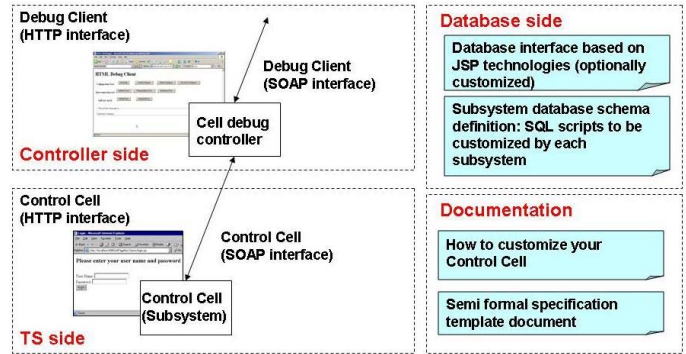 Debug Client
(HTTP interface)
HTML Debug Client
Debug Client
(SOAP interface)
Cell debug
controller
Controller side
Control Cell
(HTTP interface)
Please enter your user name and password
User Name
Password
Control Cell
(SOAP interface)
Control Cell
(Subsystem)
TS side
Database side
Database interface based on
JSP technologies (optionally
customized)
Subsystem database schema
definition: SQL scripts to be
customized by each
subsystem
Documentation
How to customize your
Control Cell
Semi formal specification
template document